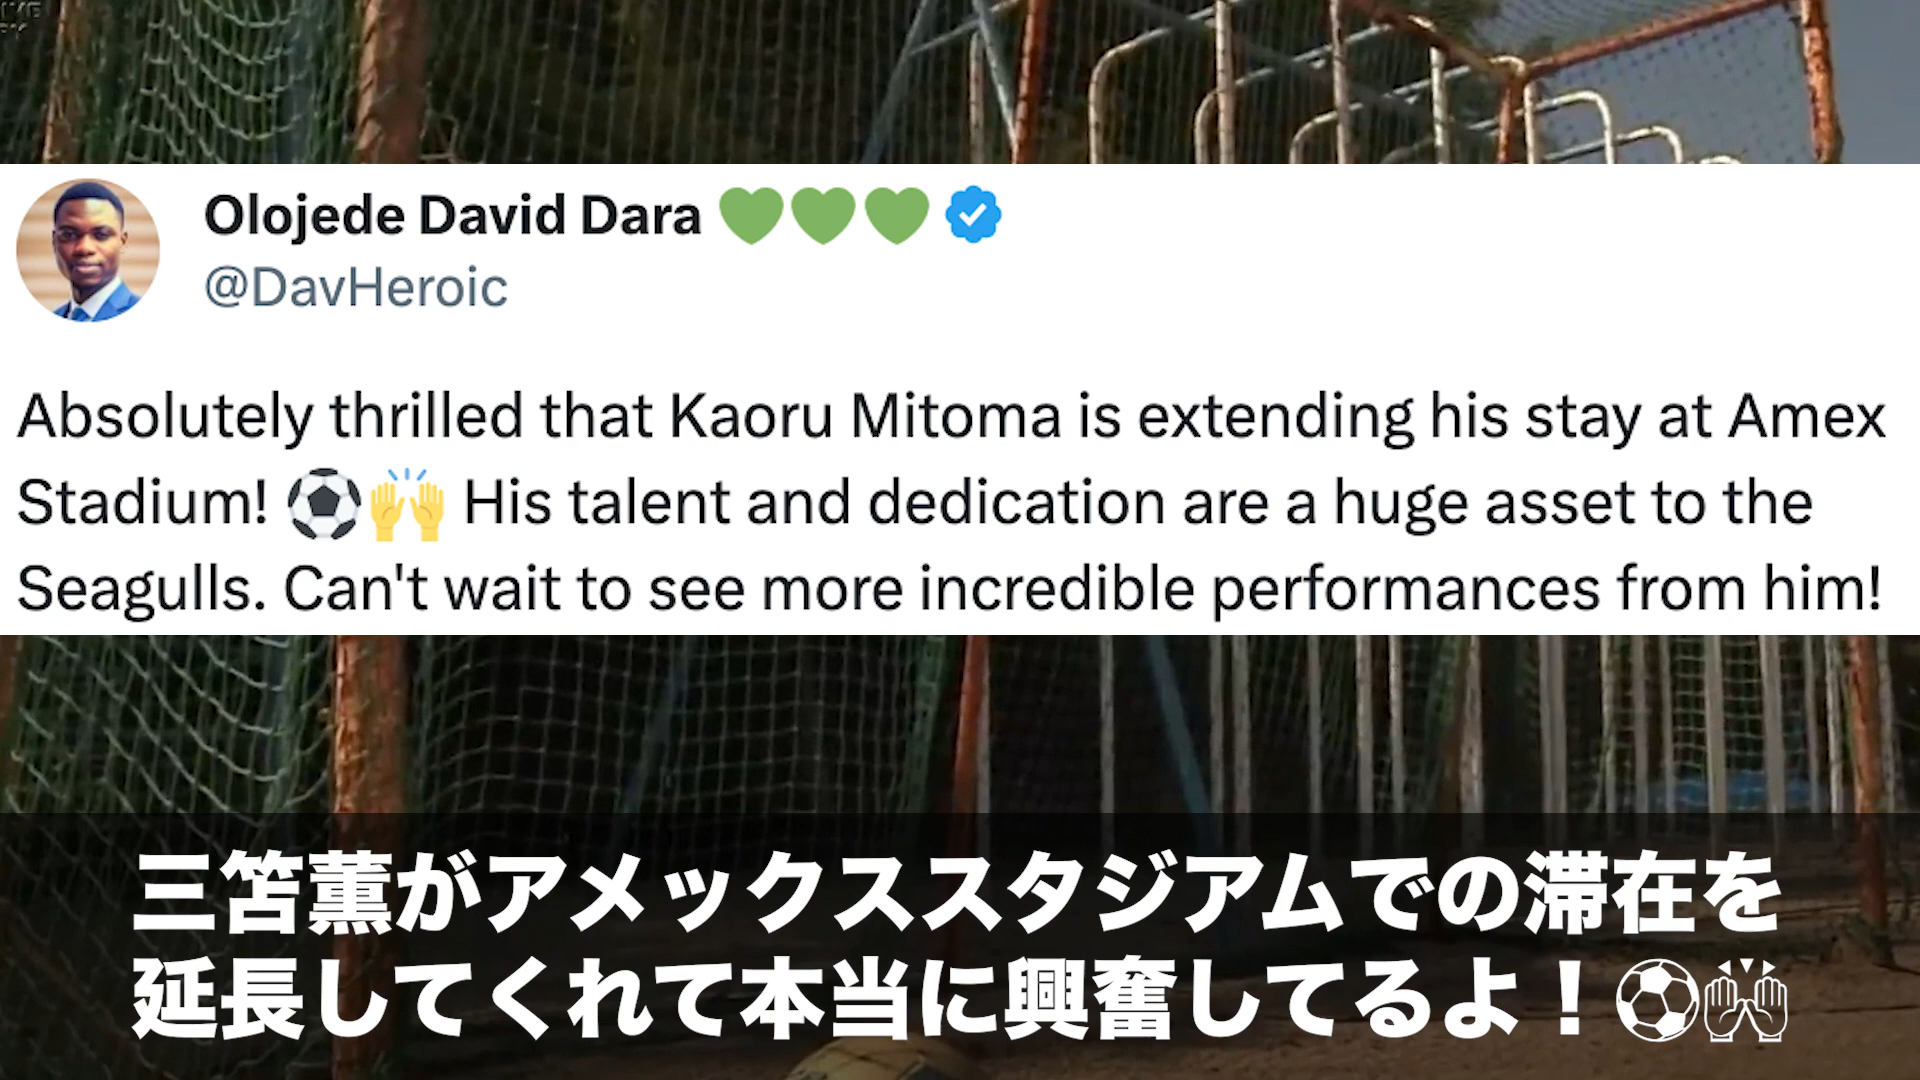 Olojede David Dara 💚💚💚
@DavHeroic
Absolutely thrilled that Kaoru Mitoma is extending his stay at Amex
Stadium! ⚽🙌 His talent and dedication are a huge asset to the
Seagulls. Can't wait to see more incredible performances from him!
三笘薫がアメックススタジアムでの滞在を
延長してくれて本当に興奮してるよ！⚽🙌